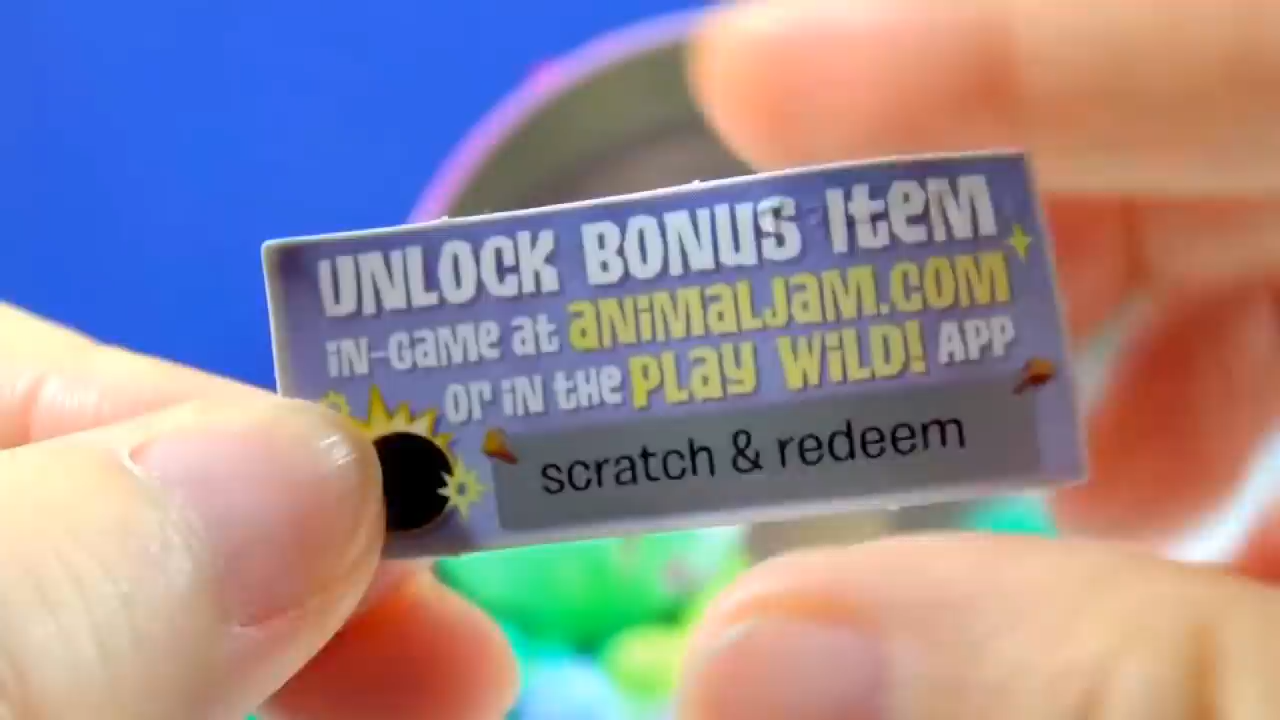 UNLOCK BONUS ITEM
IN-GAME at ANIMALJAM.COM
or IN the PLAY WILD! APP
scratch & redeem